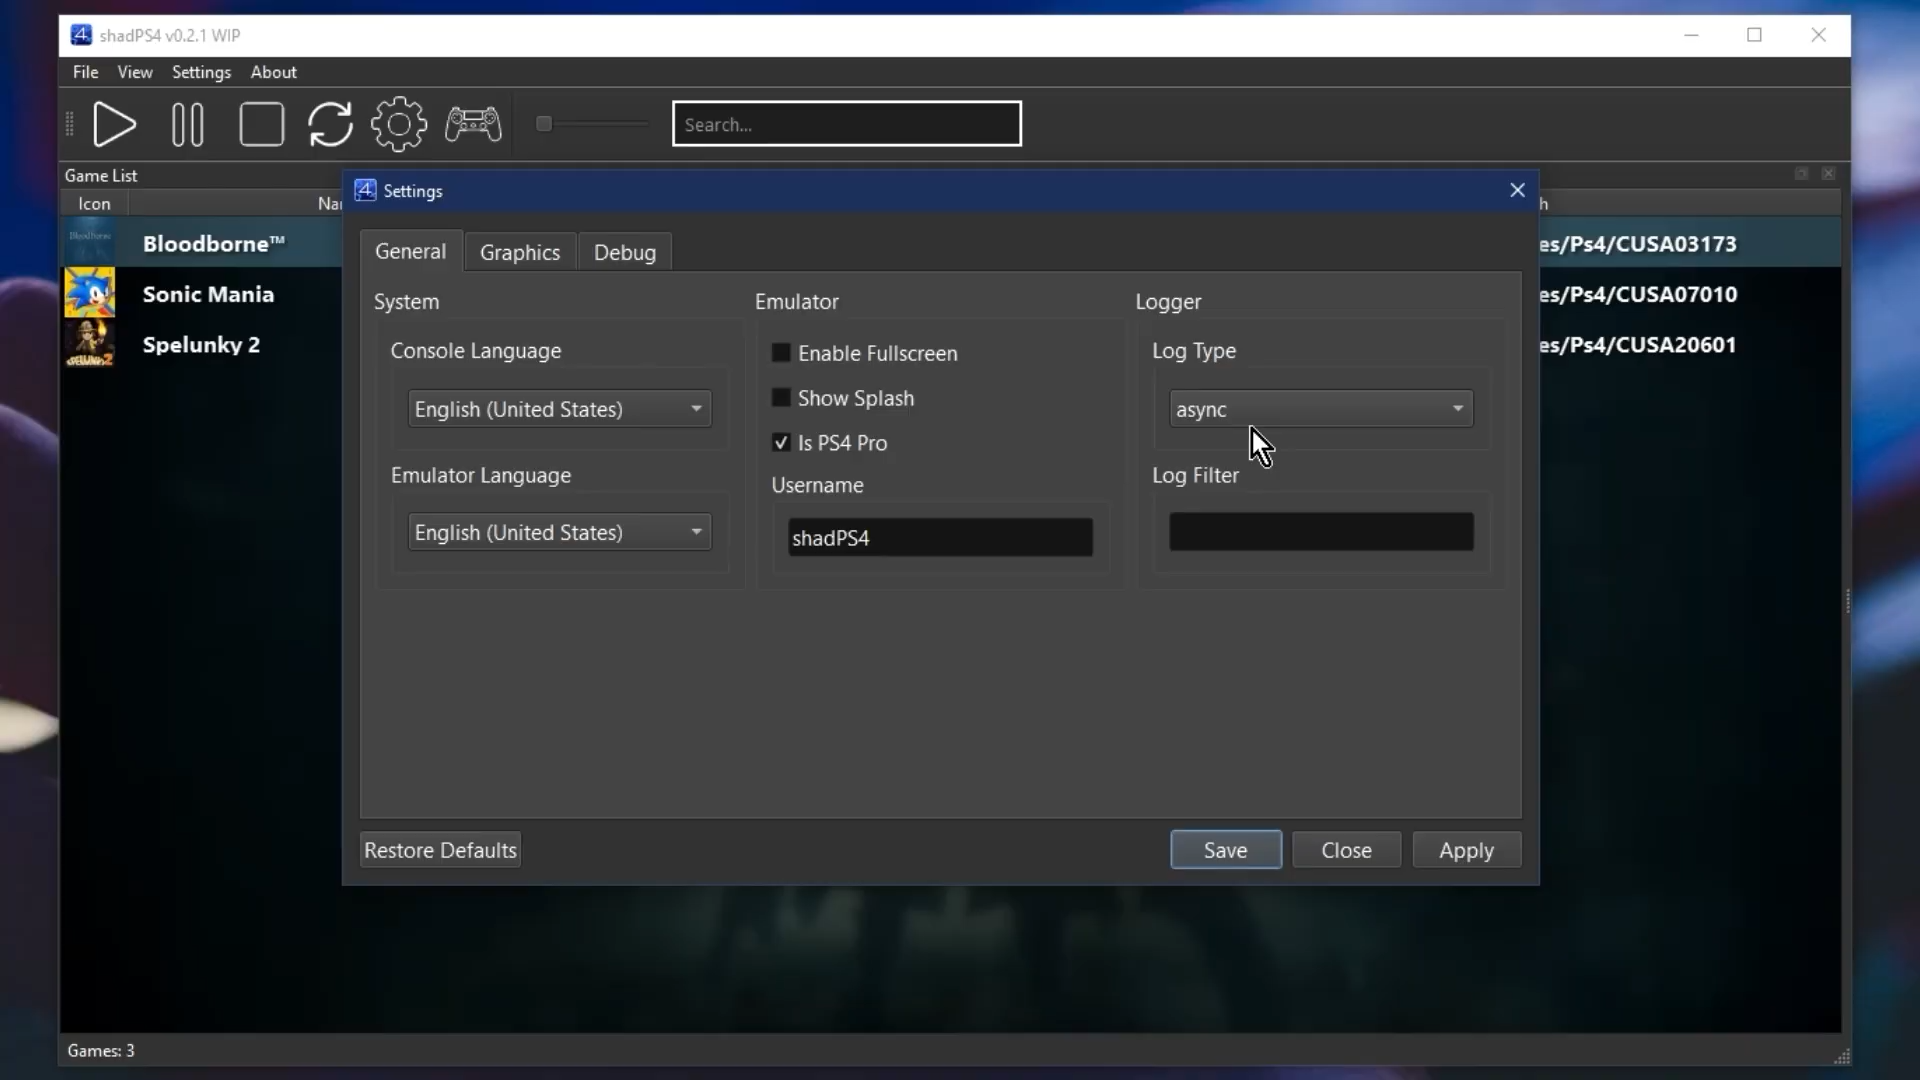 shadPS4 v0.2.1 WIP
File View Settings About
Search...
Game List
Icon
Bloodborne™ es/Ps4/CUSA03173
Sonic Mania es/Ps4/CUSA07010
Spelunky 2 es/Ps4/CUSA20601
Settings
General Graphics Debug
System
Console Language
English (United States)
Emulator Language
English (United States)
Emulator
Enable Fullscreen
Show Splash
Is PS4 Pro
Username
shadPS4
Logger
Log Type
async
Log Filter
Restore Defaults Save Close Apply
Games: 3